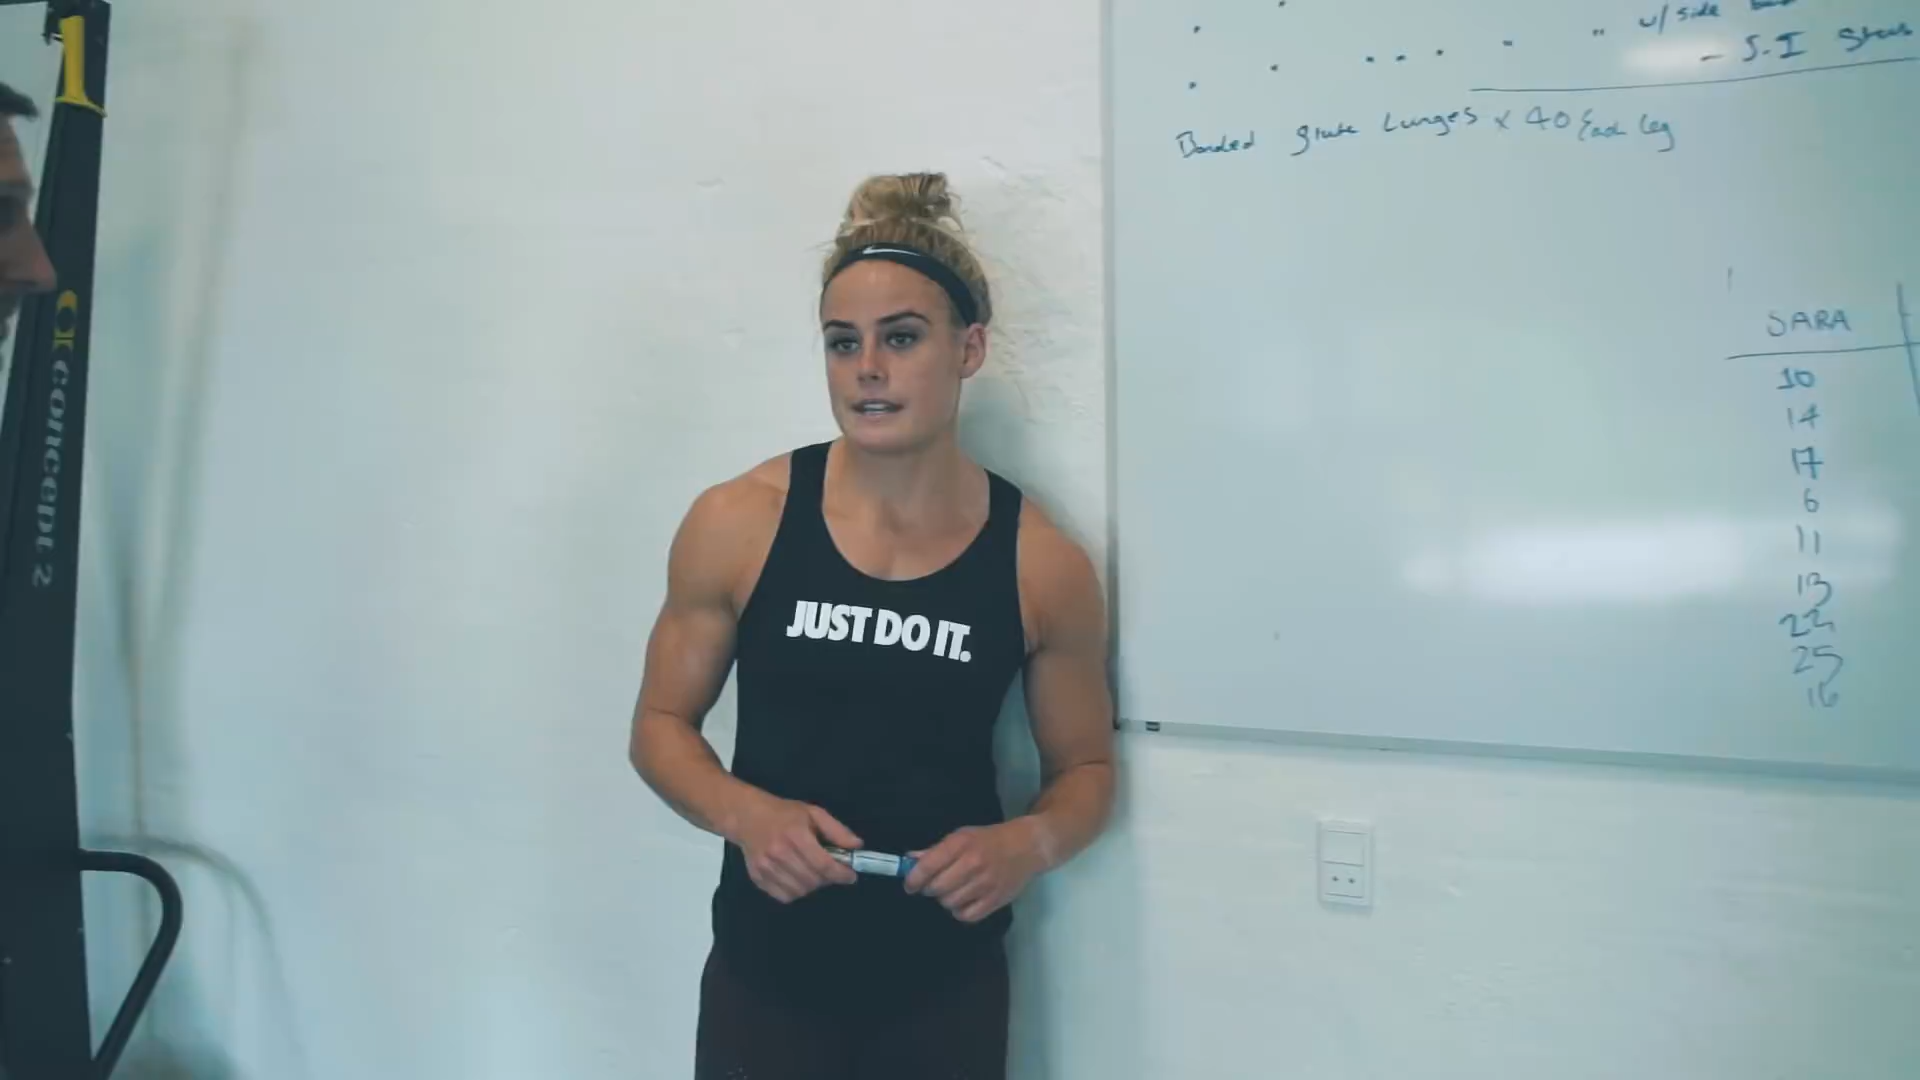 w/ side
- S.I
Banded glute Lunges x 40 Each leg
SARA
10
14
17
6
11
13
22
25
16
JUST DO IT.
concept 2